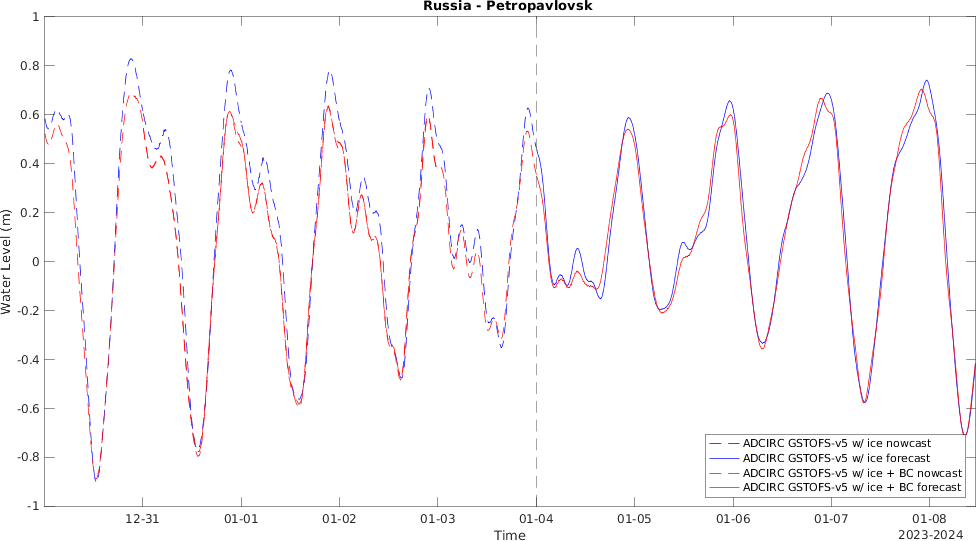 Russia - Petropavlovsk
1
0.8
0.6
0.4
0.2
0
-0.2
-0.4
-0.6
-0.8
-1
Water Level (m)
12-31 01-01 01-02 01-03 01-04 01-05 01-06 01-07 01-08
Time
2023-2024
ADCIRC GSTOFS-v5 w/ ice nowcast
ADCIRC GSTOFS-v5 w/ ice forecast
ADCIRC GSTOFS-v5 w/ ice + BC nowcast
ADCIRC GSTOFS-v5 w/ ice + BC forecast